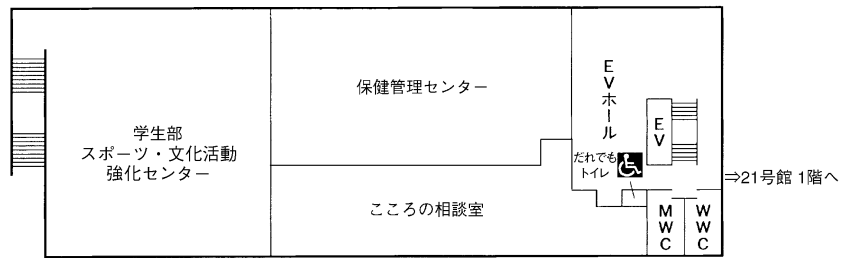 学生部
スポーツ・文化活動
強化センター
保健管理センター
こころの相談室
EVホール
だれでも
トイレ
EV
MWC
WWC
⇒21号館 1階へ